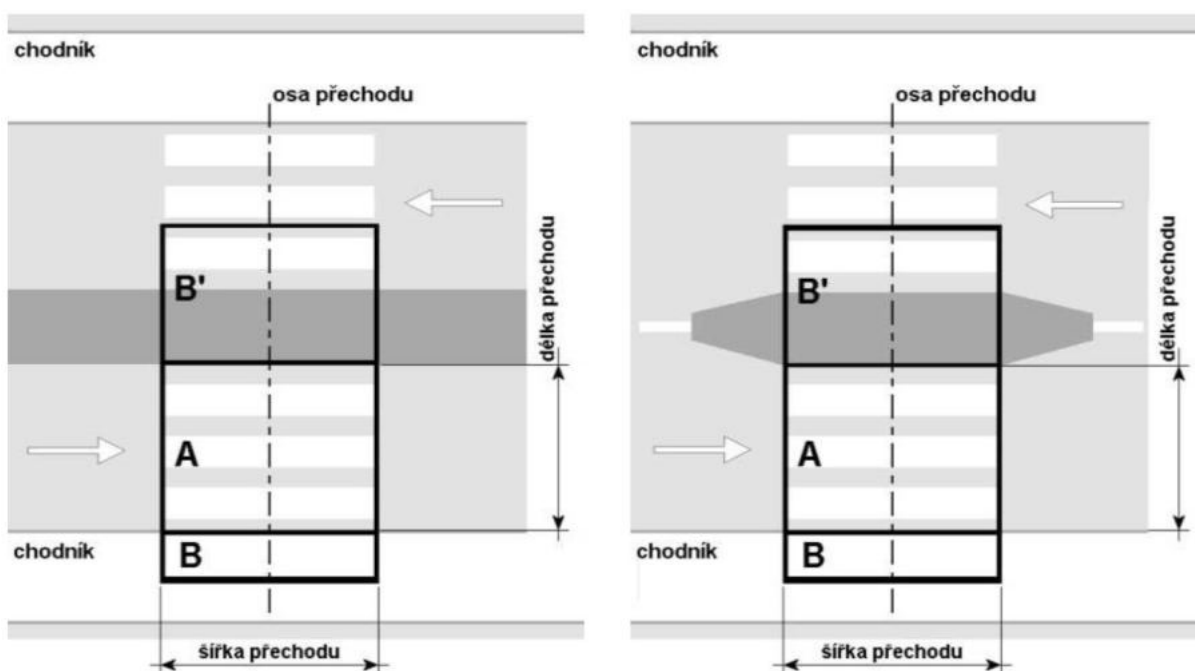 chodník
osa přechodu
B'
délka přechodu
A
chodník
B
šířka přechodu
chodník
osa přechodu
B'
délka přechodu
A
chodník
B
šířka přechodu